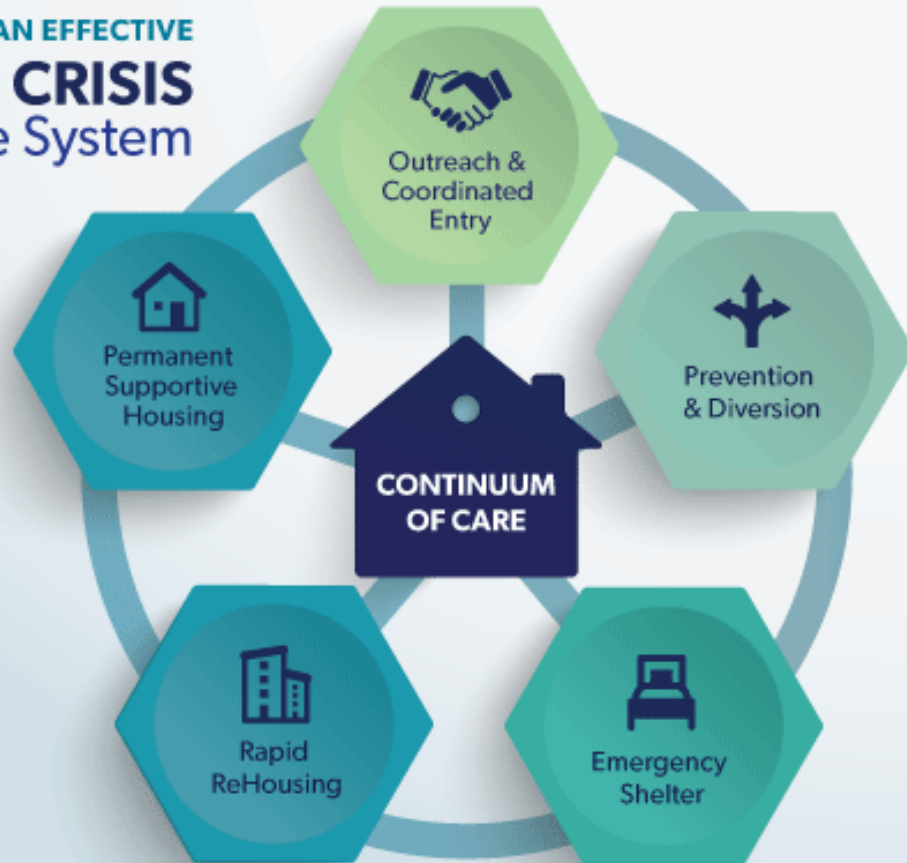 AN EFFECTIVE
CRISIS
System
Outreach &
Coordinated
Entry
Prevention
& Diversion
Emergency
Shelter
Rapid
ReHousing
Permanent
Supportive
Housing
CONTINUUM
OF CARE